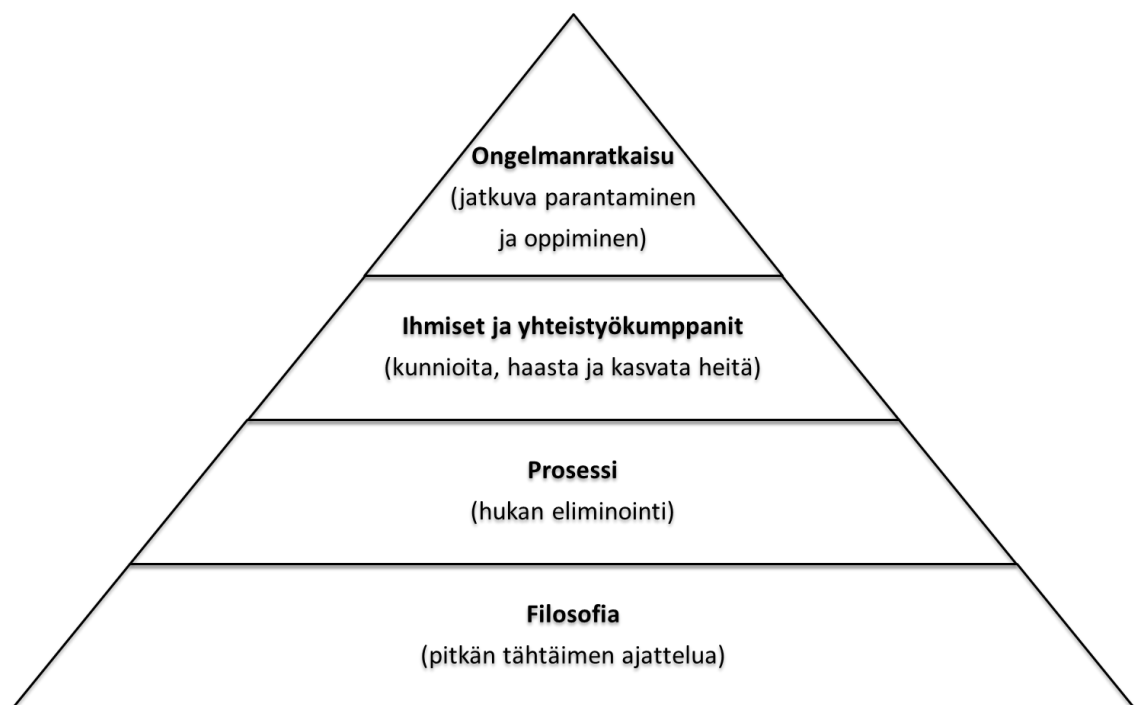 Ongelmanratkaisu
(jatkuva parantaminen
ja oppiminen)
Ihmiset ja yhteistyökumppanit
(kunnioita, haasta ja kasvata heitä)
Prosessi
(hukan eliminointi)
Filosofia
(pitkän tähtäimen ajattelua)